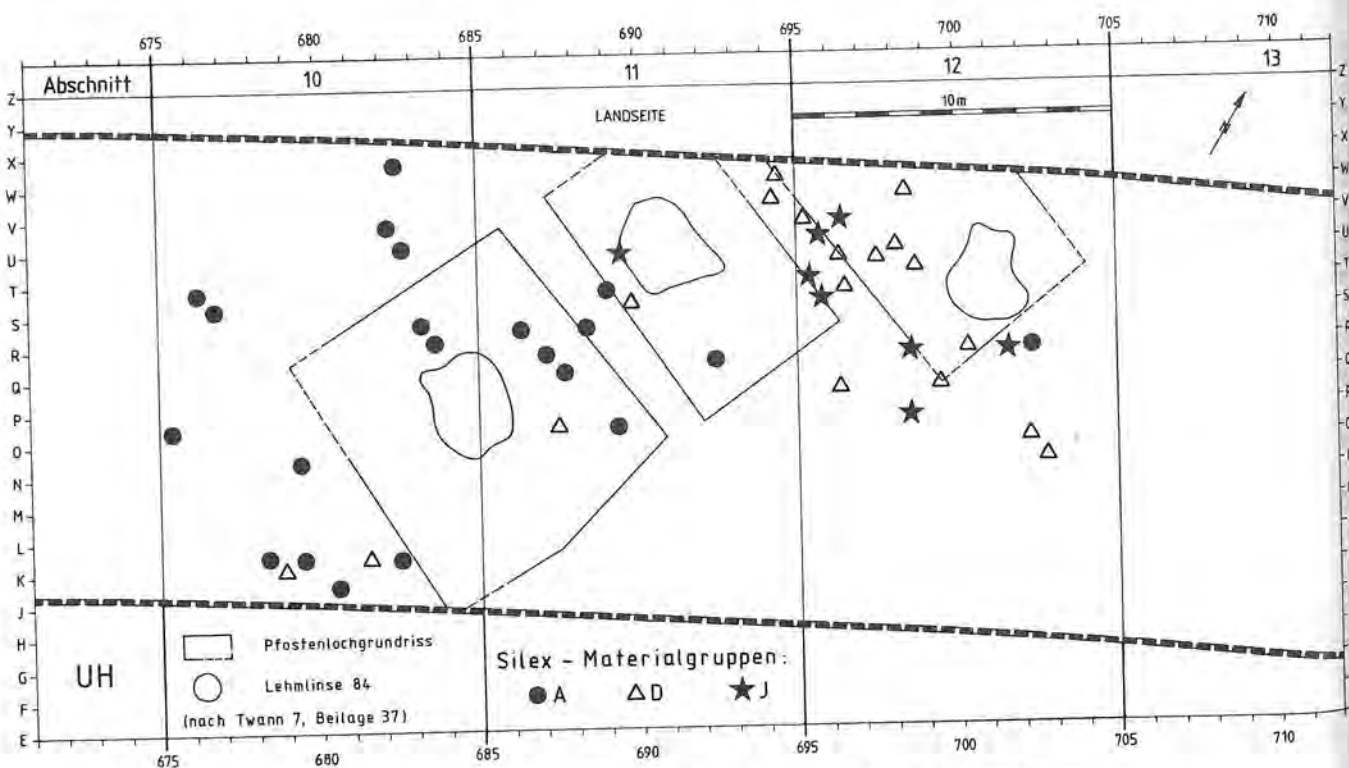 675 680 685 690 695 700 705 710
Abschnitt 10 11 12 13
LANDSEITE
10m
N
Z Z
Y Y
X X
W W
V V
U U
T T
S S
R R
Q Q
P P
O O
N
M M
L L
K K
J J
H H
G G
F F
E
UH
Pfostenlochgrundriss
Lehmlinse 84
(nach Twann 7, Beilage 37)
Silex - Materialgruppen:
A D J
675 680 685 690 695 700 705 710